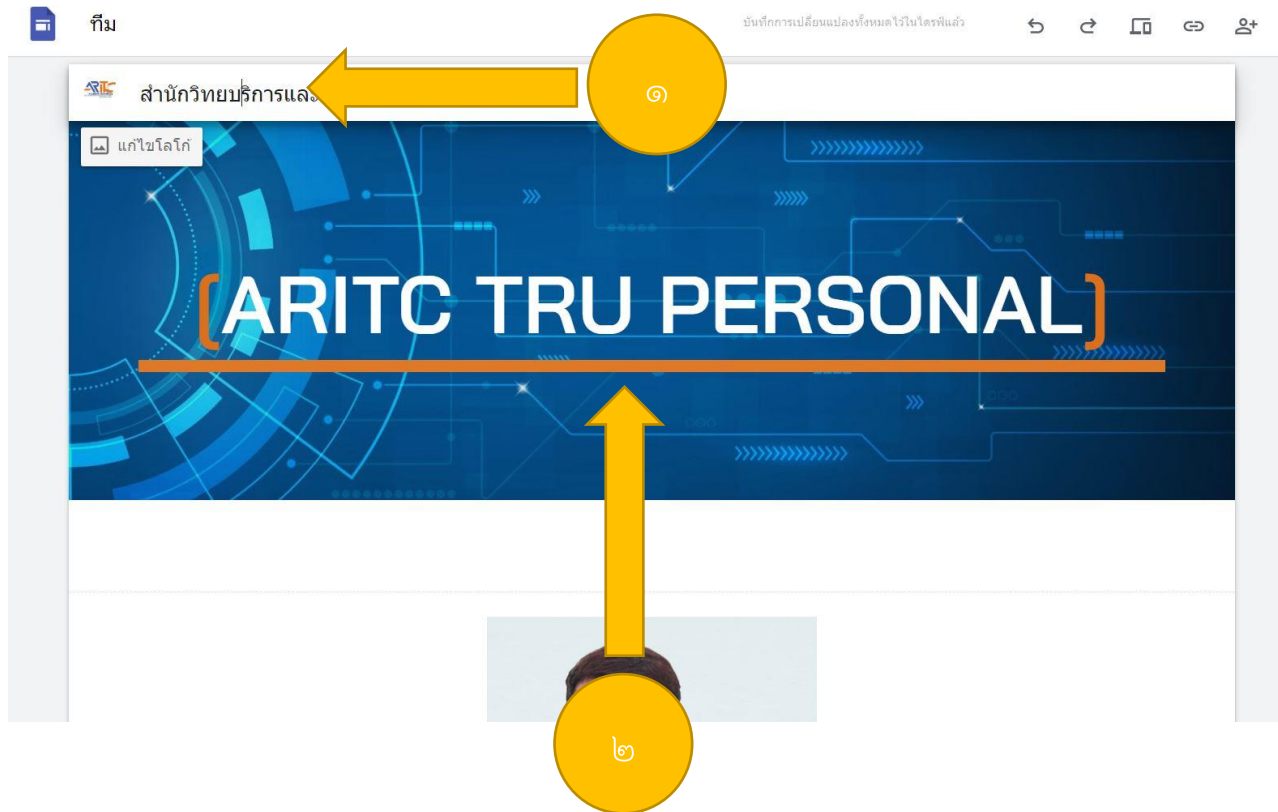 ทีม
บันทึกการเปลี่ยนแปลงทั้งหมดไว้ในไดรฟ์แล้ว
ARITC
สำนักวิทยบริการและ
๑
แก้ไขโลโก้
[ARITC TRU PERSONAL]
๒